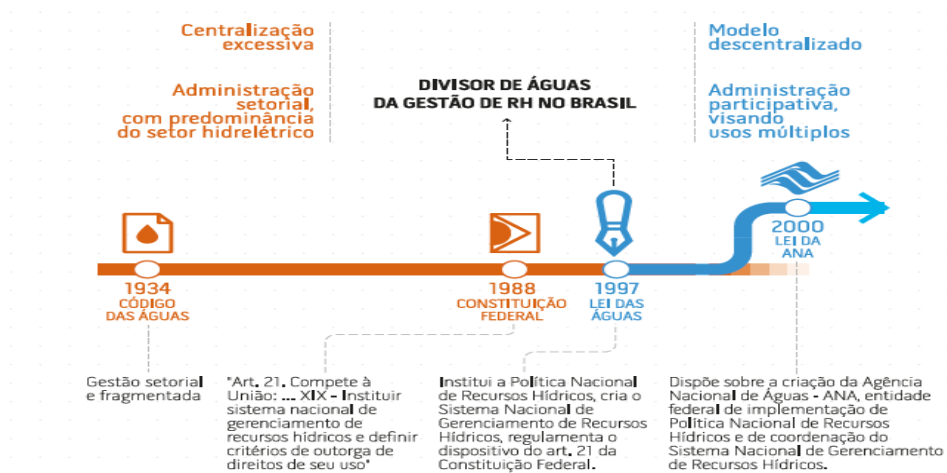 Centralização
excessiva
Administração
setorial,
com predominância
do setor hidrelétrico
DIVISOR DE ÁGUAS
DA GESTÃO DE RH NO BRASIL
Modelo
descentralizado
Administração
participativa,
visando
usos múltiplos
1934
CÓDIGO
DAS ÁGUAS
1988
CONSTITUIÇÃO
FEDERAL
1997
LEI DAS
ÁGUAS
2000
LEI DA
ANA
Gestão setorial
e fragmentada
"Art. 21. Compete à
União: ... XIX - Instituir
sistema nacional de
gerenciamento de
recursos hídricos e definir
critérios de outorga de
direitos de seu uso"
Institui a Política Nacional
de Recursos Hídricos, cria o
Sistema Nacional de
Gerenciamento de Recursos
Hídricos, regulamenta o
dispositivo do art. 21 da
Constituição Federal.
Dispõe sobre a criação da Agência
Nacional de Águas - ANA, entidade
federal de implementação de
Política Nacional de Recursos
Hídricos e de coordenação do
Sistema Nacional de Gerenciamento
de Recursos Hídricos.